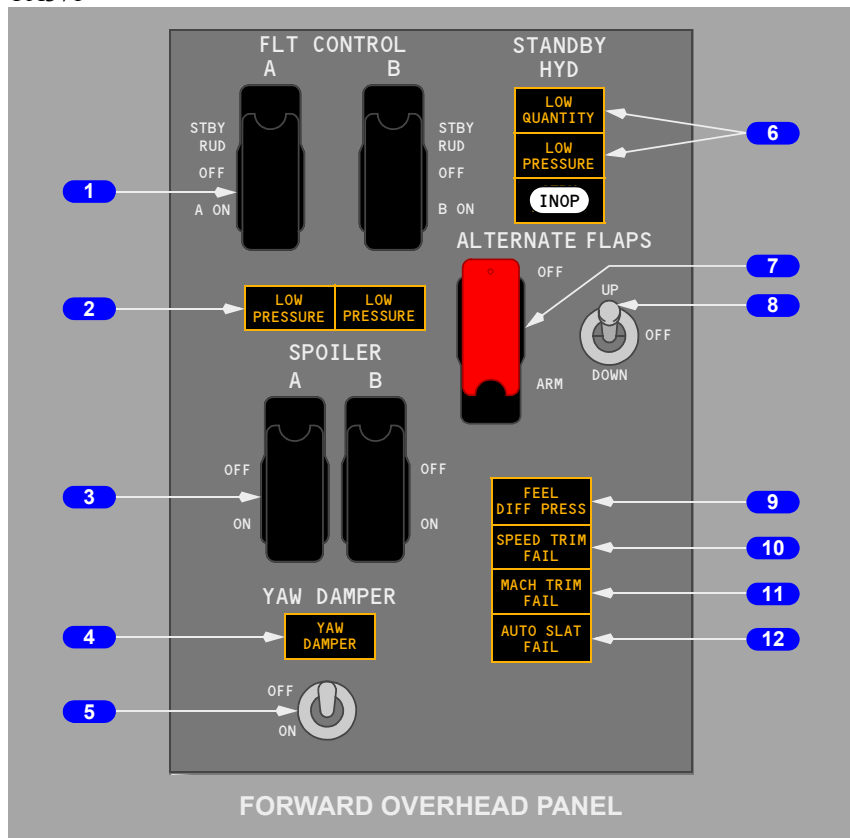 FLT CONTROL
A B
STANDBY
HYD
LOW
QUANTITY
6
LOW
PRESSURE
INOP
STBY
RUD
OFF
A ON
1
STBY
RUD
OFF
B ON
ALTERNATE FLAPS
OFF
7
UP
8
OFF
DOWN
ARM
2
LOW
PRESSURE
LOW
PRESSURE
SPOILER
A B
OFF
ON
3
OFF
ON
FEEL
DIFF PRESS
9
SPEED TRIM
FAIL
10
MACH TRIM
FAIL
11
AUTO SLAT
FAIL
12
YAW DAMPER
YAW
DAMPER
4
OFF
ON
5
FORWARD OVERHEAD PANEL